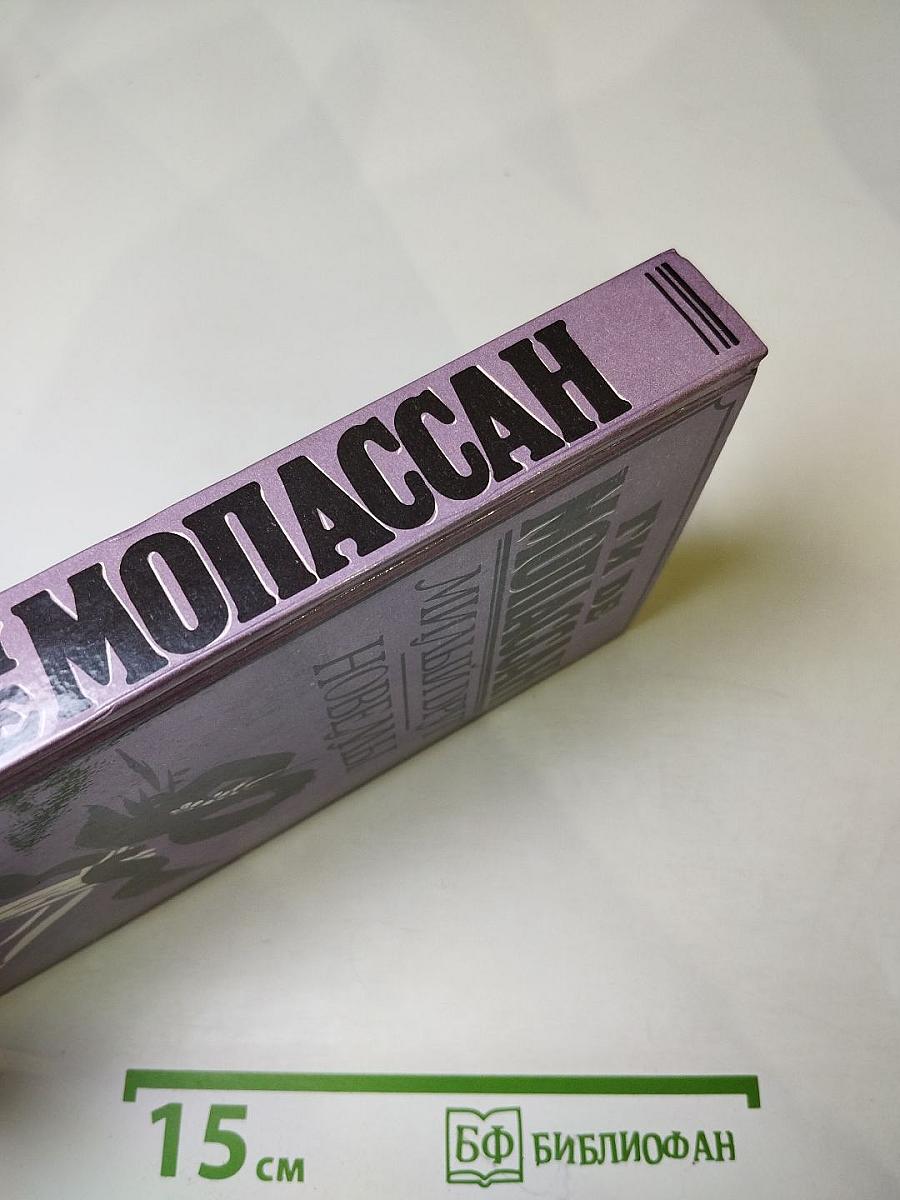 МОПАССАН
ГИ ДЕ
МОПАССАН
МИЛЫЙ ДРУГ
НОВЕЛЛЫ
15 см
БФ БИБЛИОФАН